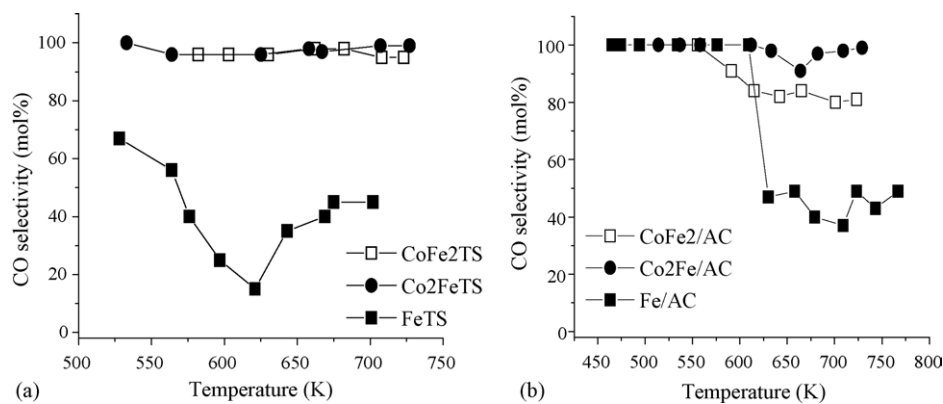 CO selectivity (mol%)
100
80
60
40
20
0
CoFe2TS
Co2FeTS
FeTS
500
550
600
650
700
750
Temperature (K)
(a)
CO selectivity (mol%)
100
80
60
40
20
0
CoFe2/AC
Co2Fe/AC
Fe/AC
450 500 550 600 650 700 750 800
Temperature (K)
(b)